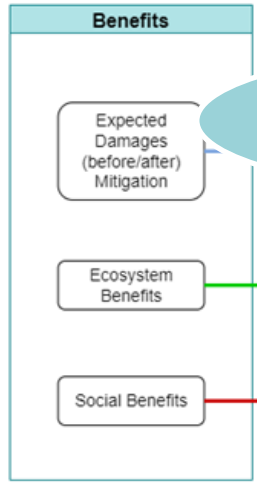 Benefits
Expected
Damages
(before/after)
Mitigation
Ecosystem
Benefits
Social Benefits